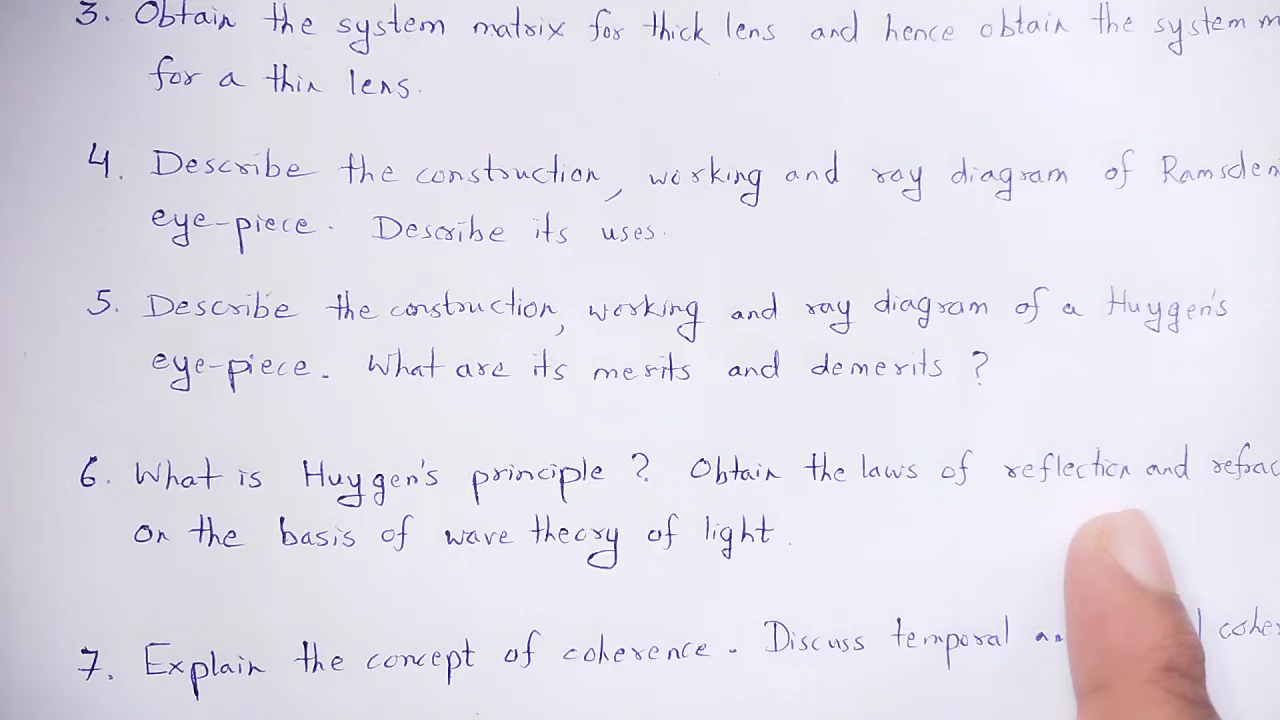 3. Obtain the system matrix for thick lens and hence obtain the system m
for a thin lens.
4. Describe the construction, working and ray diagram of Ramsden
eye-piece. Describe its uses.
5. Describe the construction, working and ray diagram of a Huygen's
eye-piece. What are its merits and demerits ?
6. What is Huygen's principle ? Obtain the laws of reflection and refrac
on the basis of wave theory of light.
7. Explain the concept of coherence. Discuss temporal an l cohe